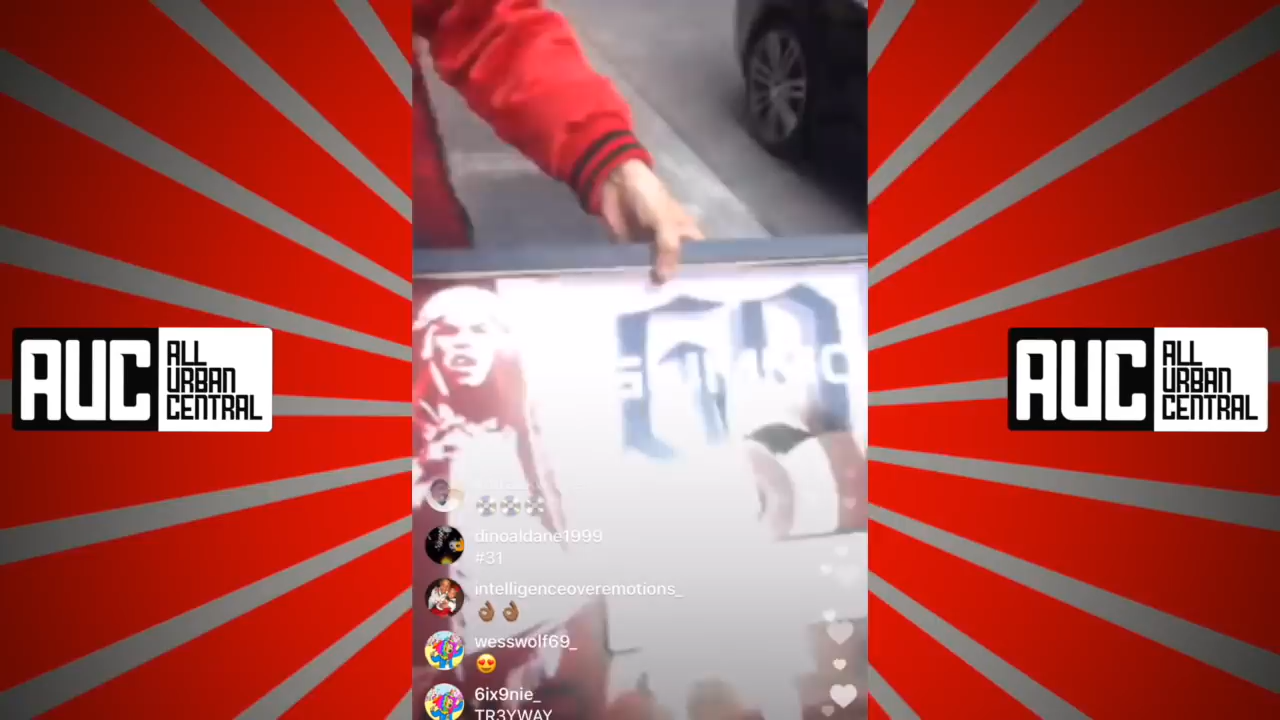 AUC
ALL
URBAN
CENTRAL
AUC
ALL
URBAN
CENTRAL
dinoaldane1999
#31
intelligenceoveremotions_
wesswolf69_
6ix9nie_
TR3YWAY